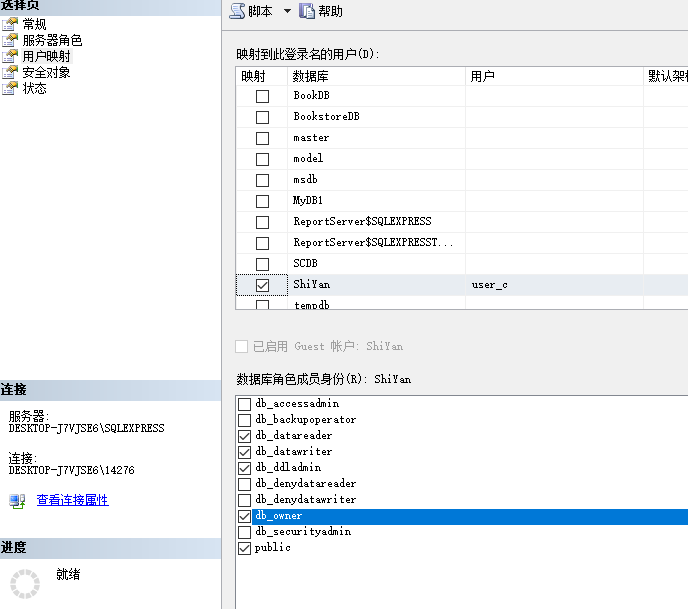 选择页
常规
服务器角色
用户映射
安全对象
状态
连接
服务器:
DESKTOP-J7VJSE6\SQLEXPRESS
连接:
DESKTOP-J7VJSE6\14276
查看连接属性
进度
就绪
脚本 帮助
映射到此登录名的用户(D):
映射 数据库 用户 默认架
BookDB
BookstoreDB
master
model
msdb
MyDB1
ReportServer$SQLEXPRESS
ReportServer$SQLEXPRESST...
SCDB
ShiYan user_c
tempdb
已启用 Guest 帐户: ShiYan
数据库角色成员身份(R): ShiYan
db_accessadmin
db_backupoperator
db_datareader
db_datawriter
db_ddladmin
db_denydatareader
db_denydatawriter
db_owner
db_securityadmin
public